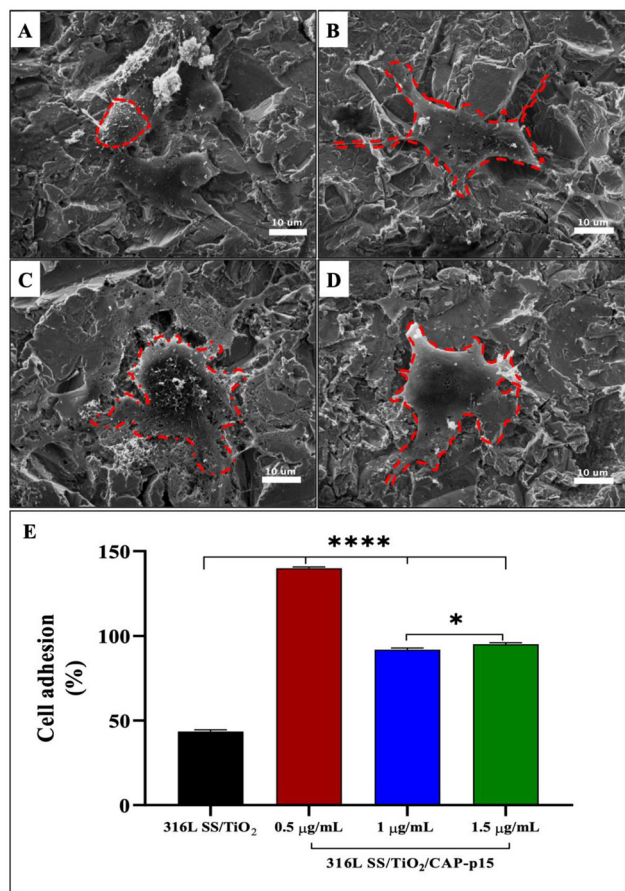 A
B
10 um
10 um
C
D
10 um
10 um
E
****
150
*
100
50
0
Cell adhesion
(%)
316L SS/TiO₂
0.5 μg/mL
1 μg/mL
1.5 μg/mL
316L SS/TiO₂/CAP-p15